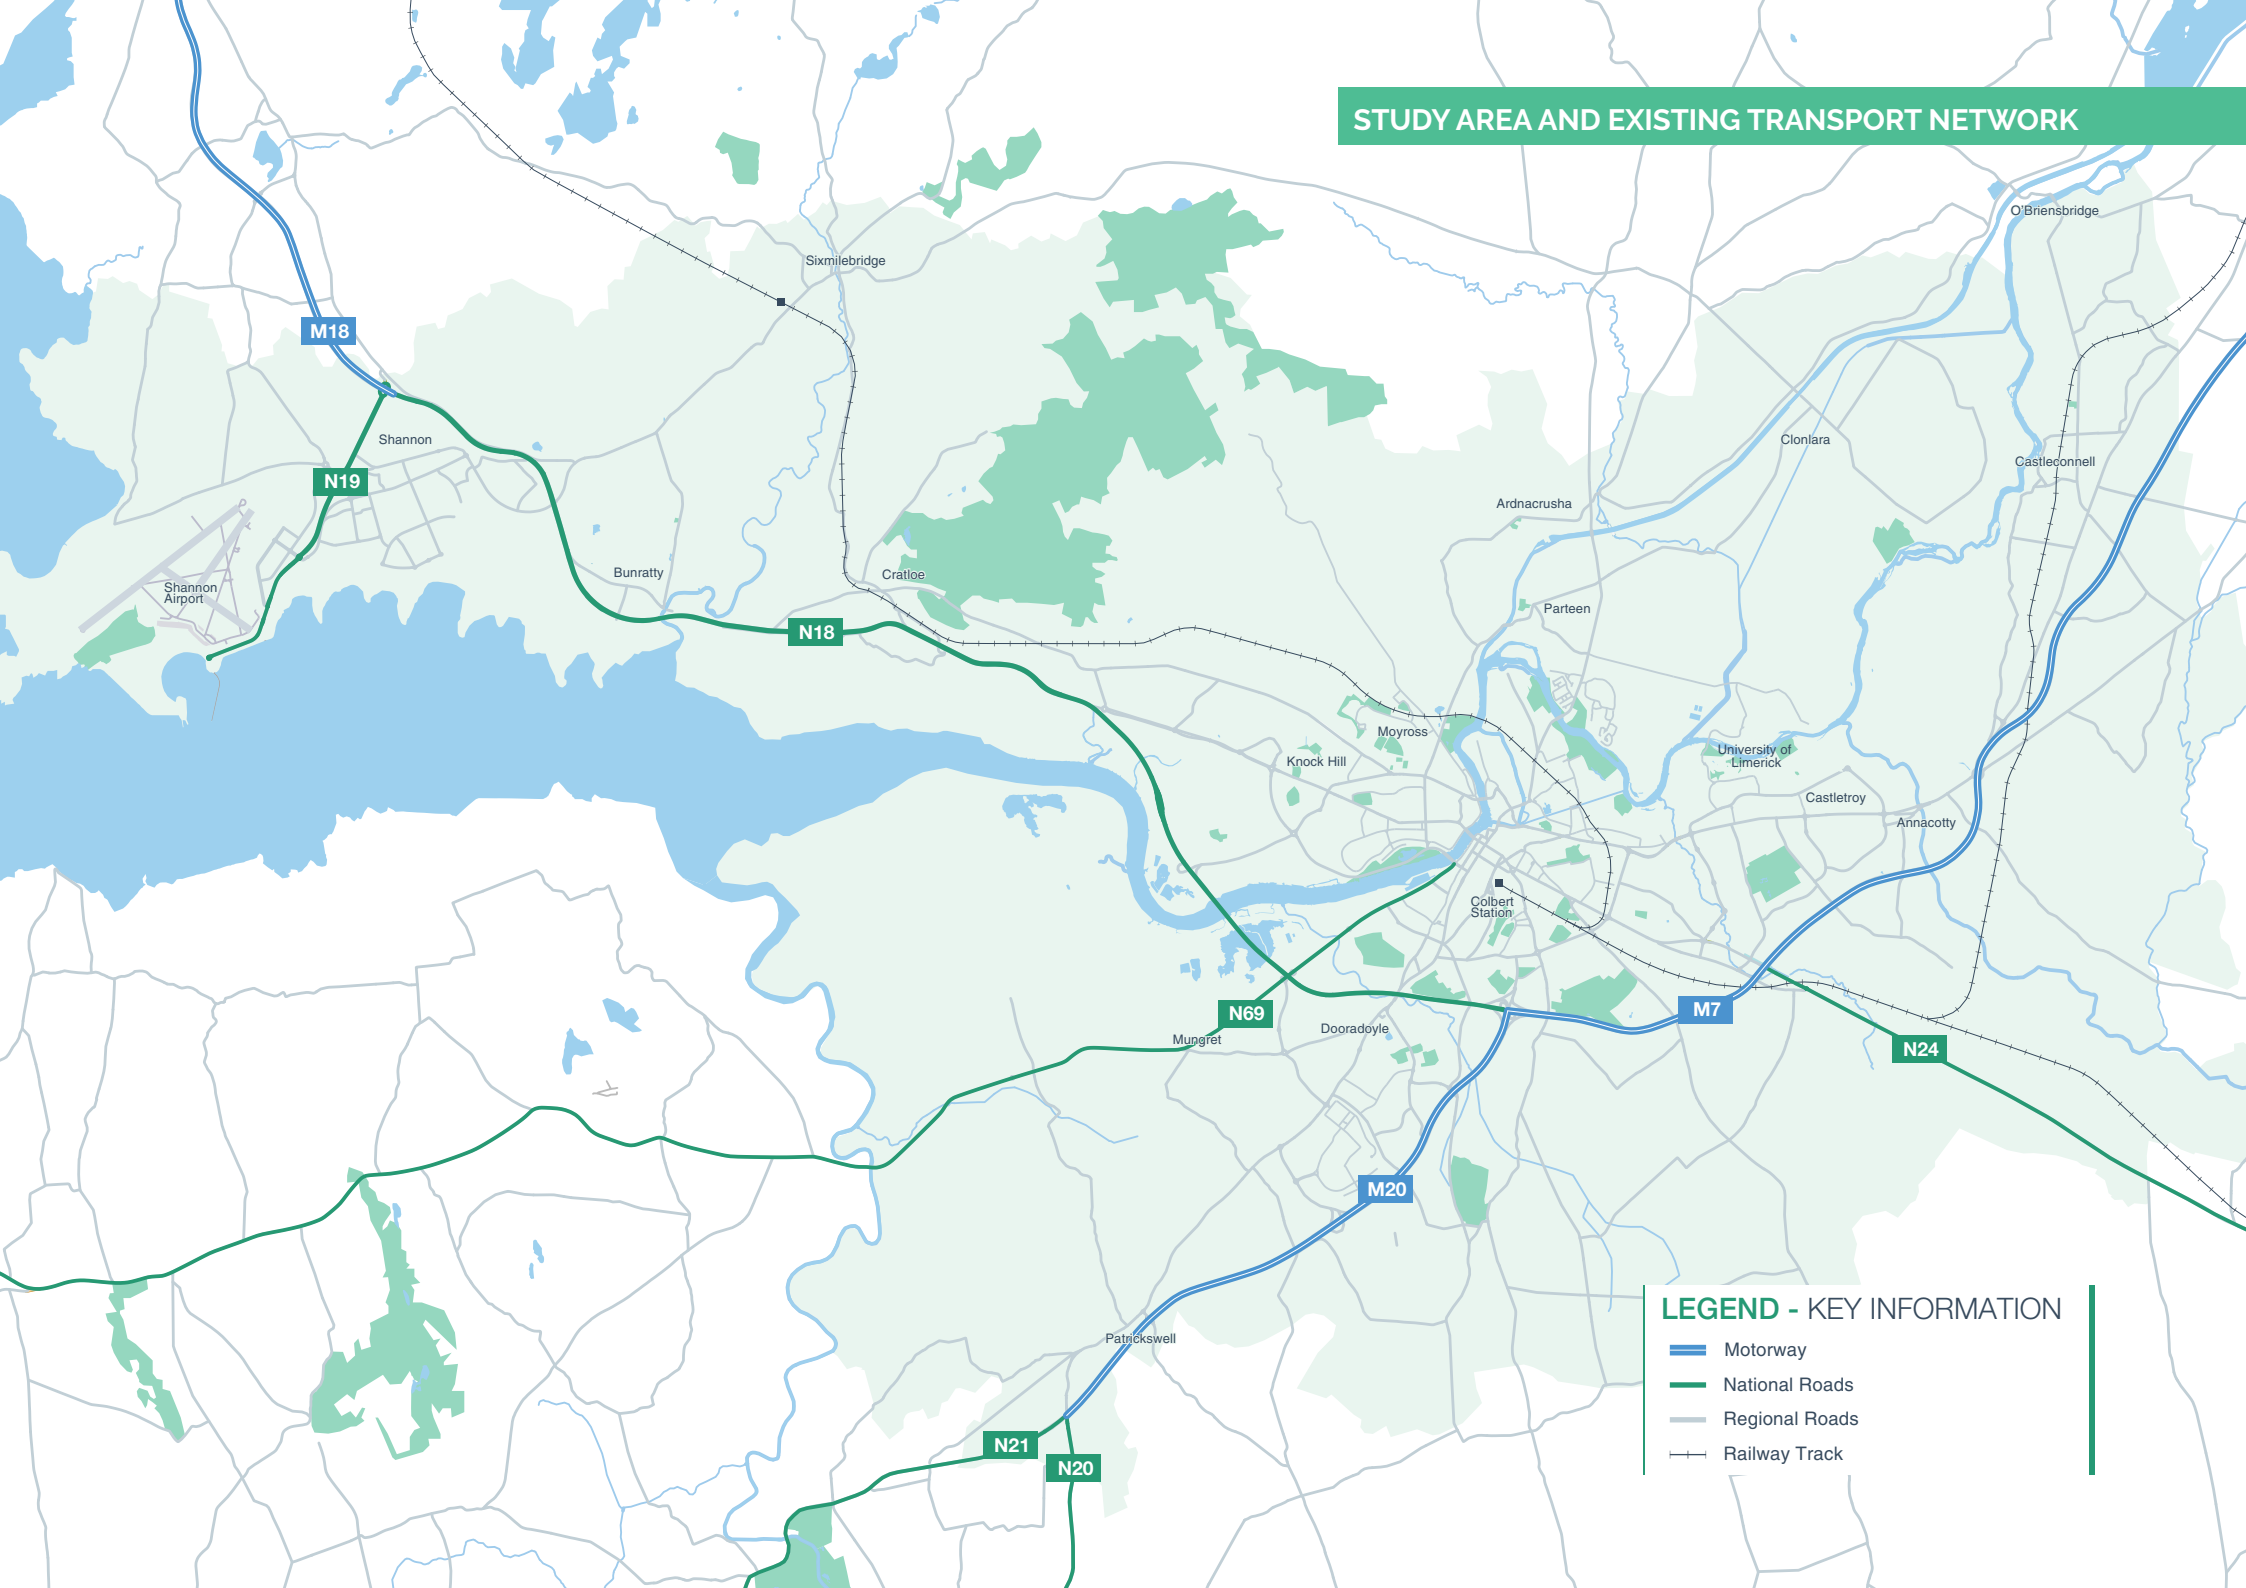 STUDY AREA AND EXISTING TRANSPORT NETWORK
O'Briensbridge
Sixmilebridge
M18
Shannon
Clonlara
Castleconnell
N19
Ardnacrusha
Bunratty
Cratloe
Shannon
Airport
Parteen
N18
Moyross
Knock Hill
University of
Limerick
Castletroy
Annacotty
Colbert
Station
N69
M7
Dooradoyle
Mungret
N24
M20
Patrickswell
N21
N20
LEGEND - KEY INFORMATION
Motorway
National Roads
Regional Roads
Railway Track